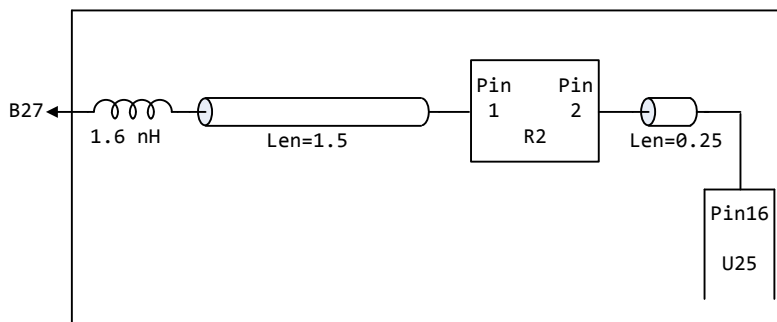 Pin Pin
B27 1 2
1.6 nH Len=1.5 R2 Len=0.25
Pin16
U25